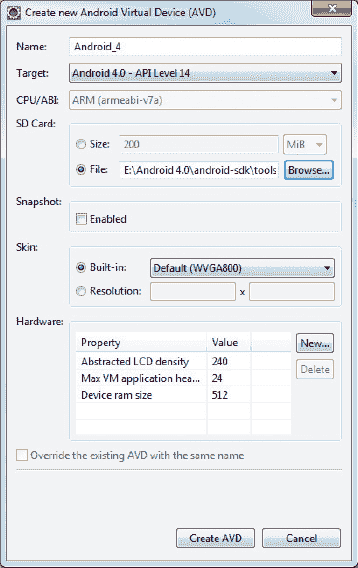 Create new Android Virtual Device (AVD)
Name: Android_4
Target: Android 4.0 - API Level 14
CPU/ABI: ARM (armeabi-v7a)
SD Card:
Size: 200 MiB
File: E:\Android 4.0\android-sdk\tools Browse...
Snapshot:
Enabled
Skin:
Built-in: Default (WVGA800)
Resolution: x
Hardware:
Property Value New...
Abstracted LCD density 240 Delete
Max VM application hea... 24
Device ram size 512
Override the existing AVD with the same name
Create AVD Cancel